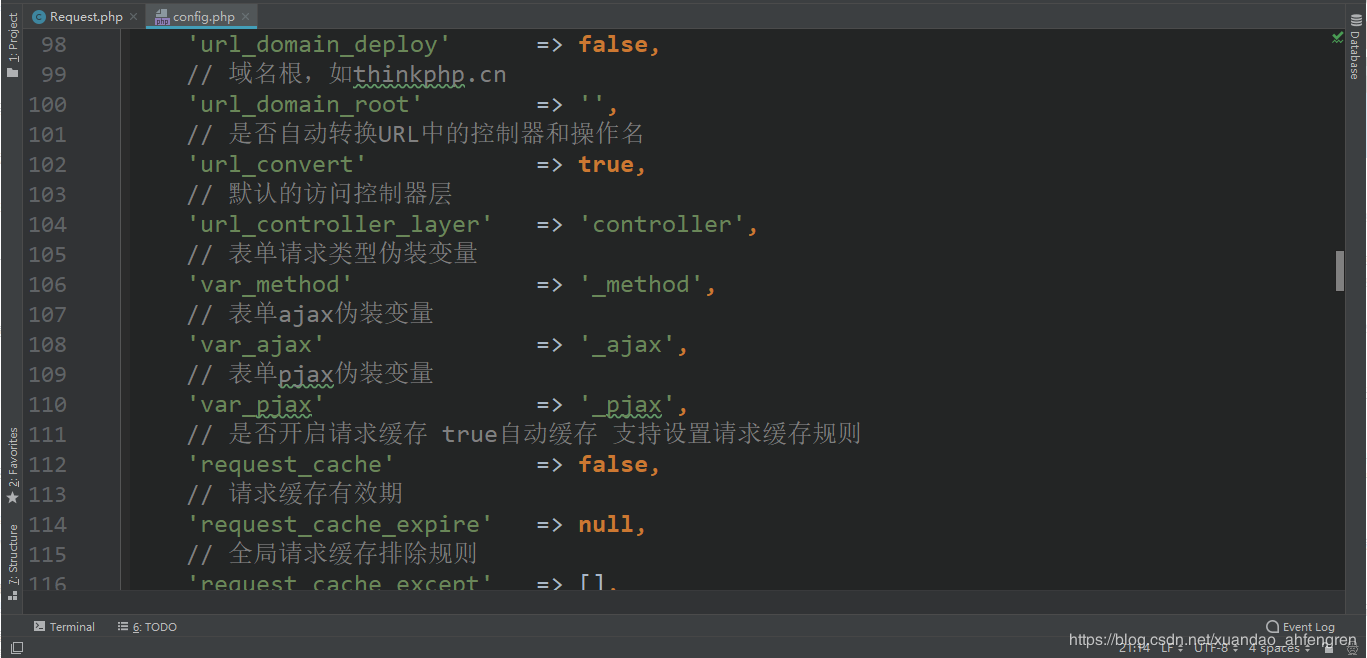 Request.php
config.php
1: Project
Database
98 'url_domain_deploy' => false,
99 // 域名根，如thinkphp.cn
100 'url_domain_root' => '',
101 // 是否自动转换URL中的控制器和操作名
102 'url_convert' => true,
103 // 默认的访问控制器层
104 'url_controller_layer' => 'controller',
105 // 表单请求类型伪装变量
106 'var_method' => '_method',
107 // 表单ajax伪装变量
108 'var_ajax' => '_ajax',
109 // 表单pjax伪装变量
110 'var_pjax' => '_pjax',
111 // 是否开启请求缓存 true自动缓存 支持设置请求缓存规则
112 'request_cache' => false,
113 // 请求缓存有效期
114 'request_cache_expire' => null,
115 // 全局请求缓存排除规则
116 'request_cache_except' => [],
2: Favorites
7: Structure
Terminal
6: TODO
Event Log
https://blog.csdn.net/xuandao_ahfengren
21:14 LF UTF-8 4 spaces